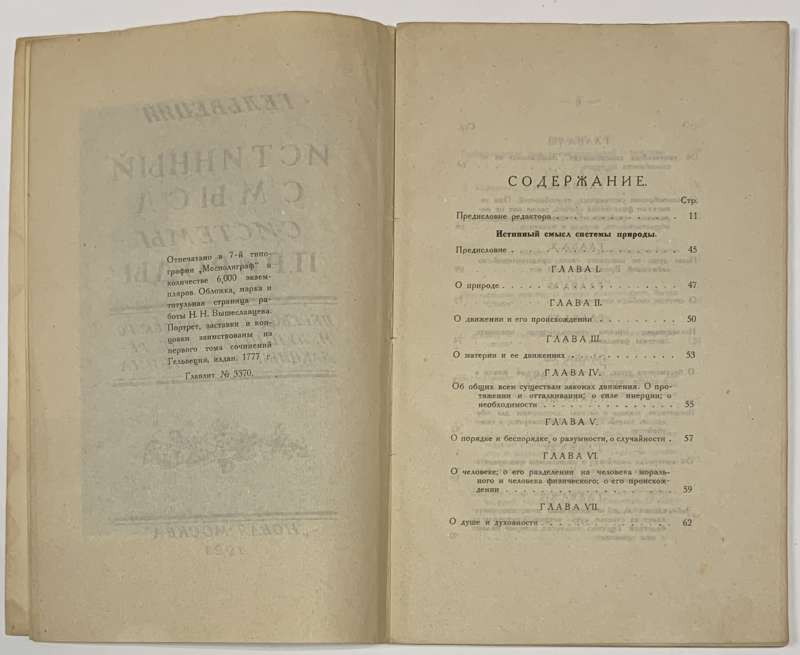 Отпечатано в 7-й типо-
графии „Мосполиграф“ в
количестве 6,000 экзем-
пляров. Обложка, марка и
титульная страница ра-
боты Н. Н. Вышеславцева.
Портрет, заставки и кон-
цовки заимствованы из
первого тома сочинений
Гельвеция, издан. 1777 г.
Главлит № 3370.
СОДЕРЖАНИЕ.
Стр.
Предисловие редактора . . . . . . . . . . . . 11
Истинный смысл системы природы.
Предисловие . . . . . . . . . . . . . . . . 45
ГЛАВА I.
О природе . . . . . . . . . . . . . . . . . 47
ГЛАВА II.
О движении и его происхождении . . . . . . . . 50
ГЛАВА III.
О материи и ее движениях . . . . . . . . . . . 53
ГЛАВА IV.
Об общих всем существам законах движения. О при-
тяжении и отталкивании; о силе инерции; о
необходимости . . . . . . . . . . . . . . . 55
ГЛАВА V.
О порядке и беспорядке, о разумности, о случайности . 57
ГЛАВА VI.
О человеке; о его разделении на человека мораль-
ного и человека физического; о его происхож-
дении . . . . . . . . . . . . . . . . . . 59
ГЛАВА VII.
О душе и духовности . . . . . . . . . . . . . 62